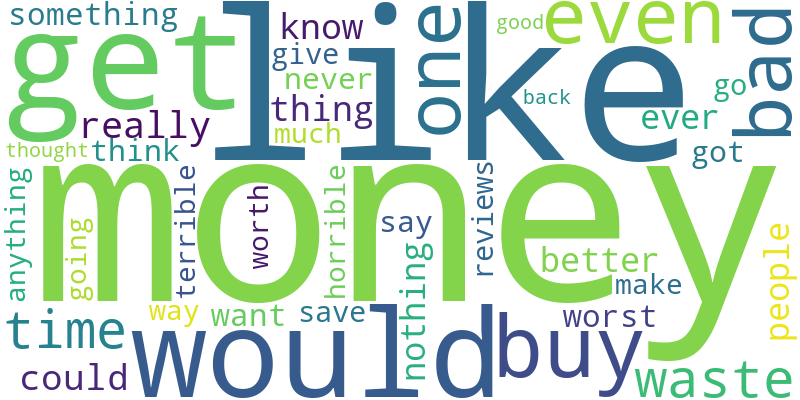 something
get
like
know
give
never
thing
much
one
good
back
even
ever
go
got
bad
really
thought
think
money
anything
going
terrible
worth
horrible
say
nothing
reviews
better
make
people
way
want
save
worst
time
would
buy
could
waste